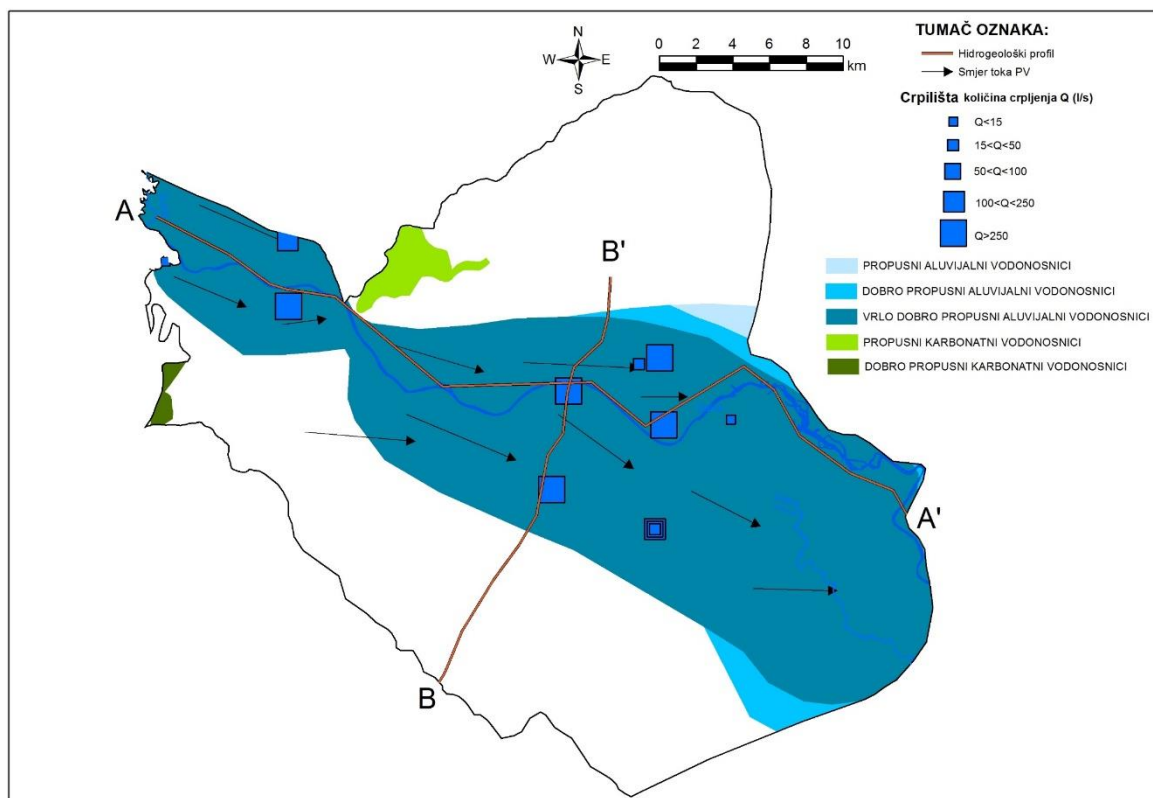 TUMAČ OZNAKA:
Hidrogeološki profil
Smjer toka PV
Crpilišta količina crpljenja Q (l/s)
Q<15
15<Q<50
50<Q<100
100<Q<250
Q>250
PROPUSNI ALUVIJALNI VODONOSNICI
DOBRO PROPUSNI ALUVIJALNI VODONOSNICI
VRLO DOBRO PROPUSNI ALUVIJALNI VODONOSNICI
PROPUSNI KARBONATNI VODONOSNICI
DOBRO PROPUSNI KARBONATNI VODONOSNICI
N
W E
S
0 2 4 6 8 10
km
A
B'
A'
B